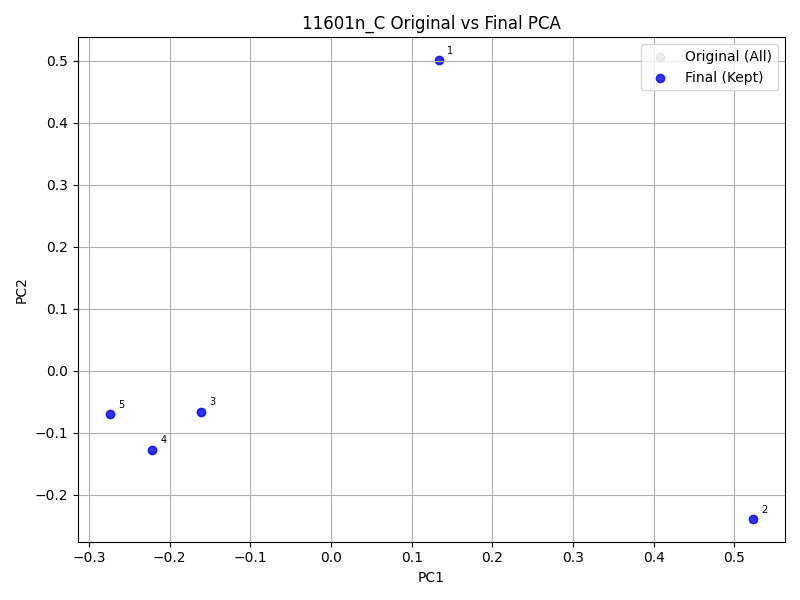 11601n_C Original vs Final PCA
Original (All)
Final (Kept)
1
2
3
4
5
PC2
0.5
0.4
0.3
0.2
0.1
0.0
−0.1
−0.2
−0.3 −0.2 −0.1 0.0 0.1 0.2 0.3 0.4 0.5
PC1